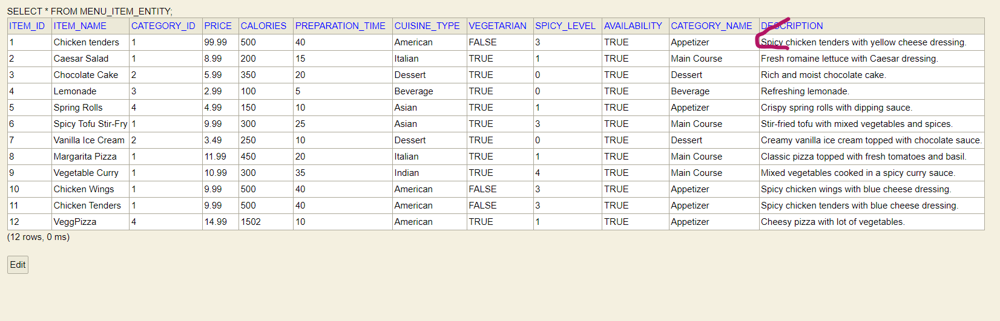 SELECT * FROM MENU_ITEM_ENTITY;
ITEM_ID ITEM_NAME CATEGORY_ID PRICE CALORIES PREPARATION_TIME CUISINE_TYPE VEGETARIAN SPICY_LEVEL AVAILABILITY CATEGORY_NAME DESCRIPTION
1 Chicken tenders 1 99.99 500 40 American FALSE 3 TRUE Appetizer Spicy chicken tenders with yellow cheese dressing.
2 Caesar Salad 1 8.99 200 15 Italian TRUE 1 TRUE Main Course Fresh romaine lettuce with Caesar dressing.
3 Chocolate Cake 2 5.99 350 20 Dessert TRUE 0 TRUE Dessert Rich and moist chocolate cake.
4 Lemonade 3 2.99 100 5 Beverage TRUE 0 TRUE Beverage Refreshing lemonade.
5 Spring Rolls 4 4.99 150 10 Asian TRUE 1 TRUE Appetizer Crispy spring rolls with dipping sauce.
6 Spicy Tofu Stir-Fry 1 9.99 300 25 Asian TRUE 3 TRUE Main Course Stir-fried tofu with mixed vegetables and spices.
7 Vanilla Ice Cream 2 3.49 250 10 Dessert TRUE 0 TRUE Dessert Creamy vanilla ice cream topped with chocolate sauce.
8 Margarita Pizza 1 11.99 450 20 Italian TRUE 1 TRUE Main Course Classic pizza topped with fresh tomatoes and basil.
9 Vegetable Curry 1 10.99 300 35 Indian TRUE 4 TRUE Main Course Mixed vegetables cooked in a spicy curry sauce.
10 Chicken Wings 1 9.99 500 40 American FALSE 3 TRUE Appetizer Spicy chicken wings with blue cheese dressing.
11 Chicken Tenders 1 9.99 500 40 American FALSE 3 TRUE Appetizer Spicy chicken tenders with blue cheese dressing.
12 VeggPizza 4 14.99 1502 10 American TRUE 1 TRUE Appetizer Cheesy pizza with lot of vegetables.
(12 rows, 0 ms)
Edit